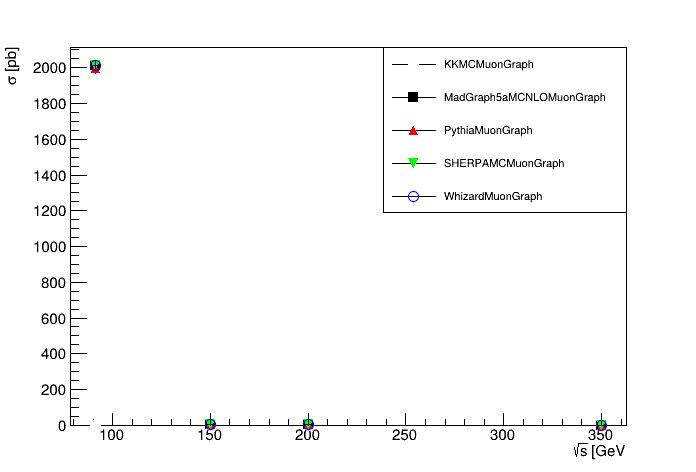 σ [pb]
2000
1800
1600
1400
1200
1000
800
600
400
200
0
KKMCMuonGraph
MadGraph5aMCNLOMuonGraph
PythiaMuonGraph
SHERPAMCMuonGraph
WhizardMuonGraph
100 150 200 250 300 350
√s [GeV